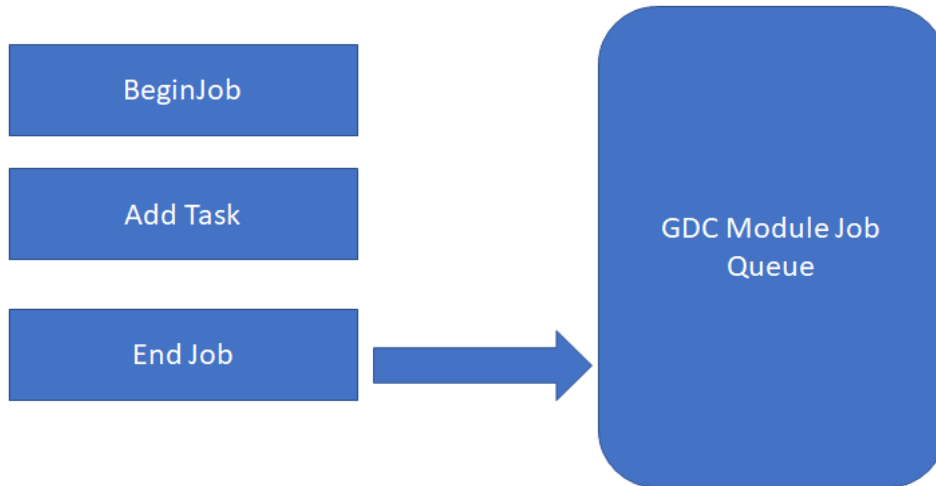 BeginJob
Add Task
End Job
GDC Module Job
Queue